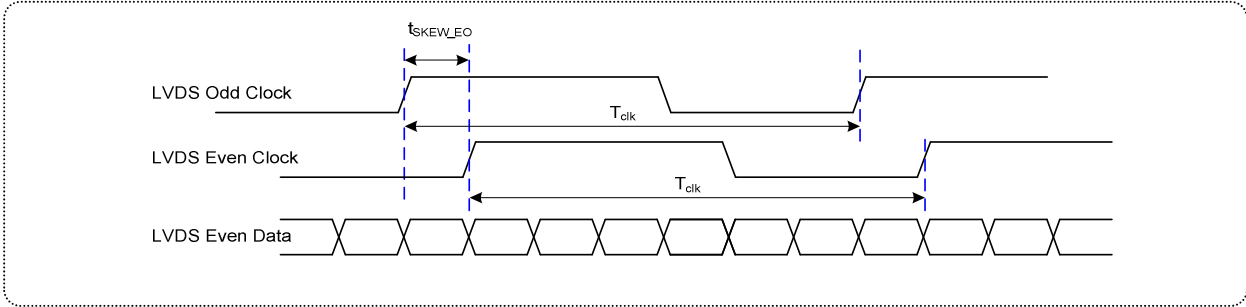 tSKEW_EO
LVDS Odd Clock
Tclk
LVDS Even Clock
Tclk
LVDS Even Data